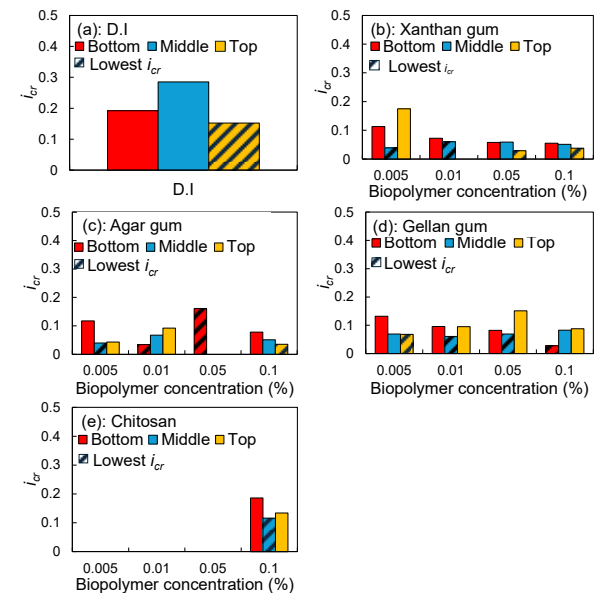 (a): D.I
Bottom Middle Top
Lowest icr
0.5
0.4
0.3
0.2
0.1
0
icr
D.I
(b): Xanthan gum
Bottom Middle Top
Lowest icr
0.5
0.4
0.3
0.2
0.1
0
icr
0.005 0.01 0.05 0.1
Biopolymer concentration (%)
(c): Agar gum
Bottom Middle Top
Lowest icr
0.5
0.4
0.3
0.2
0.1
0
icr
0.005 0.01 0.05 0.1
Biopolymer concentration (%)
(d): Gellan gum
Bottom Middle Top
Lowest icr
0.5
0.4
0.3
0.2
0.1
0
icr
0.005 0.01 0.05 0.1
Biopolymer concentration (%)
(e): Chitosan
Bottom Middle Top
Lowest icr
0.5
0.4
0.3
0.2
0.1
0
icr
0.005 0.01 0.05 0.1
Biopolymer concentration (%)